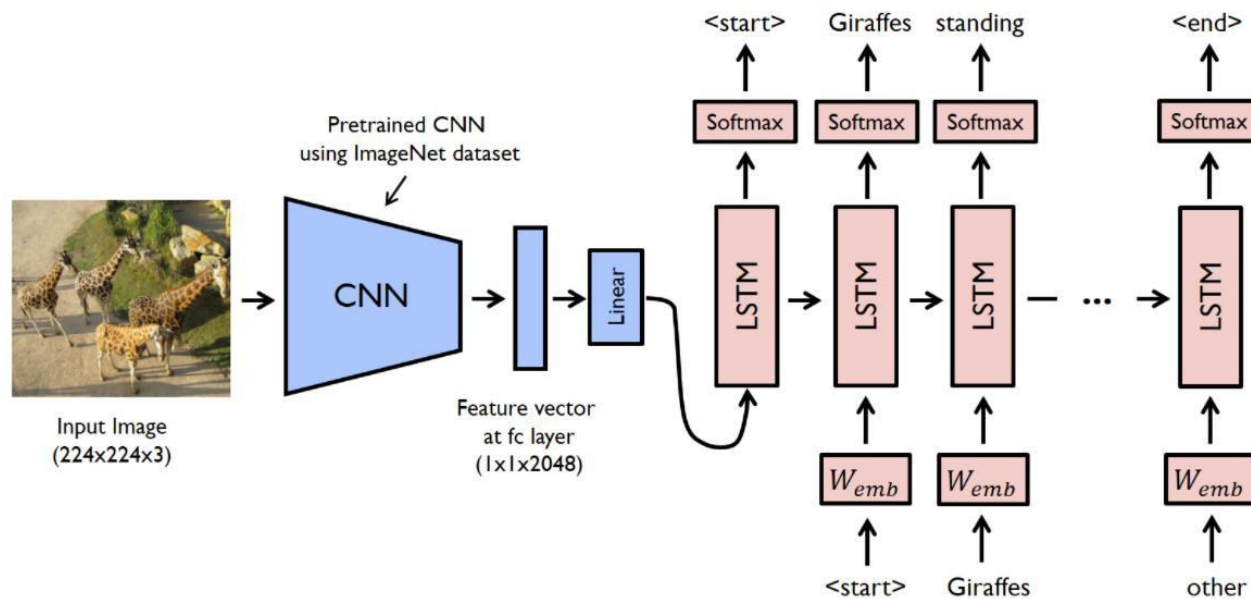 <start>
Giraffes
standing
<end>
Softmax
Softmax
Softmax
Softmax
Pretrained CNN
using ImageNet dataset
CNN
Linear
LSTM
LSTM
LSTM
...
LSTM
Input Image
(224x224x3)
Feature vector
at fc layer
(1x1x2048)
W_emb
W_emb
W_emb
<start>
Giraffes
other